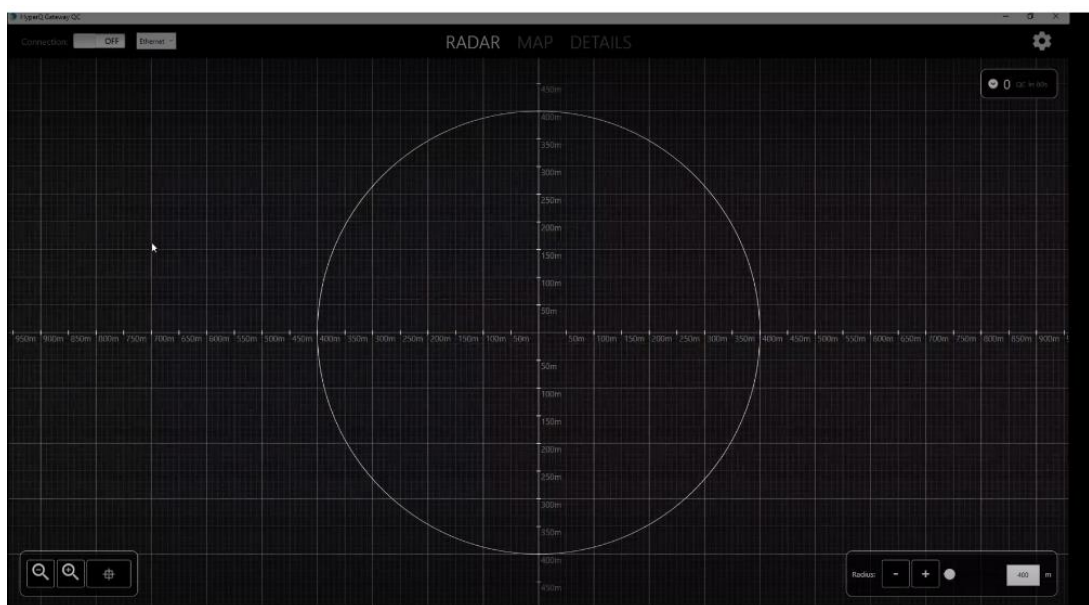 HyperQ Gateway QC
Connection: OFF Ethernet
RADAR MAP DETAILS
0 QC in 60s
450m
400m
350m
300m
250m
200m
150m
100m
50m
950m 900m 850m 800m 750m 700m 650m 600m 550m 500m 450m 400m 350m 300m 250m 200m 150m 100m 50m 50m 100m 150m 200m 250m 300m 350m 400m 450m 500m 550m 600m 650m 700m 750m 800m 850m 900m
50m
100m
150m
200m
250m
300m
350m
400m
450m
Radius: - + 400 m